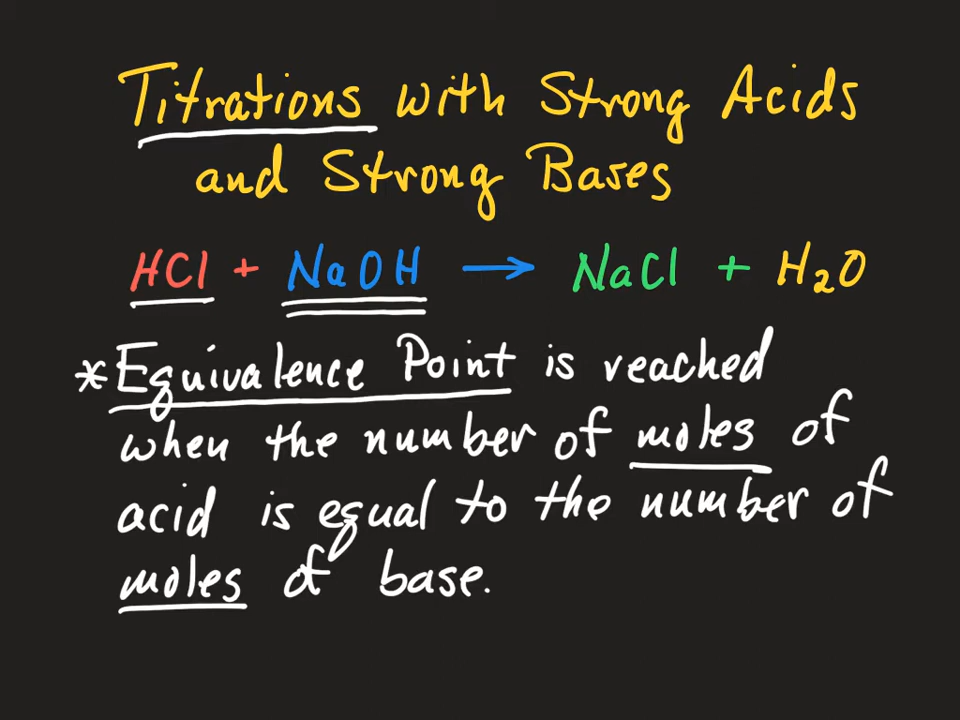 Titrations with Strong Acids
and Strong Bases
HCl + NaOH → NaCl + H₂O
*Equivalence Point is reached
when the number of moles of
acid is equal to the number of
moles of base.